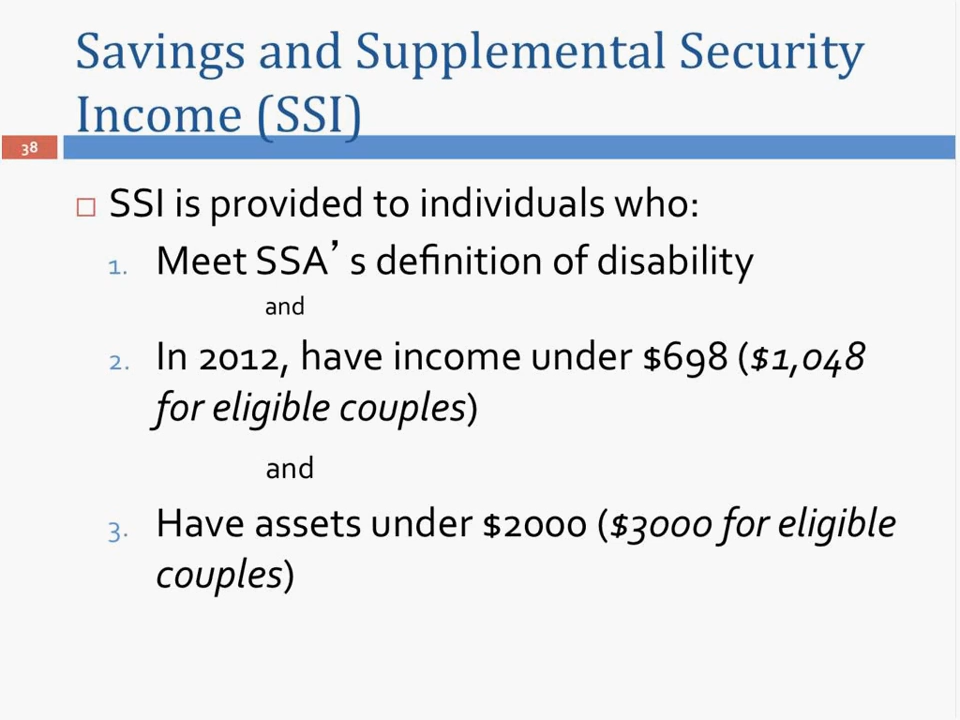 Savings and Supplemental Security
Income (SSI)
38
□ SSI is provided to individuals who:
1. Meet SSA’s definition of disability
and
2. In 2012, have income under $698 ($1,048
for eligible couples)
and
3. Have assets under $2000 ($3000 for eligible
couples)